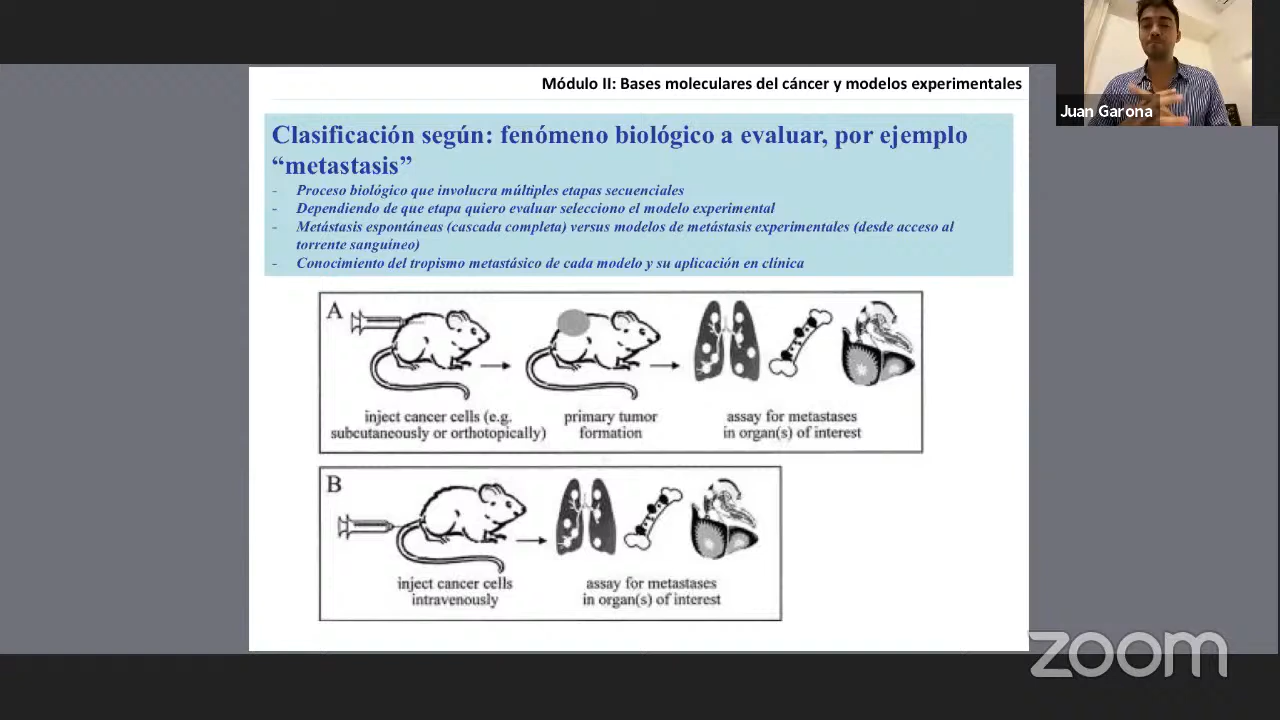 Módulo II: Bases moleculares del cáncer y modelos experimentales
Juan Garona
Clasificación según: fenómeno biológico a evaluar, por ejemplo
“metastasis”
- Proceso biológico que involucra múltiples etapas secuenciales
- Dependiendo de que etapa quiero evaluar selecciono el modelo experimental
- Metástasis espontáneas (cascada completa) versus modelos de metástasis experimentales (desde acceso al
torrente sanguíneo)
- Conocimiento del tropismo metastásico de cada modelo y su aplicación en clínica
A
inject cancer cells (e.g.
subcutaneously or orthotopically)
primary tumor
formation
assay for metastases
in organ(s) of interest
B
inject cancer cells
intravenously
assay for metastases
in organ(s) of interest
zoom